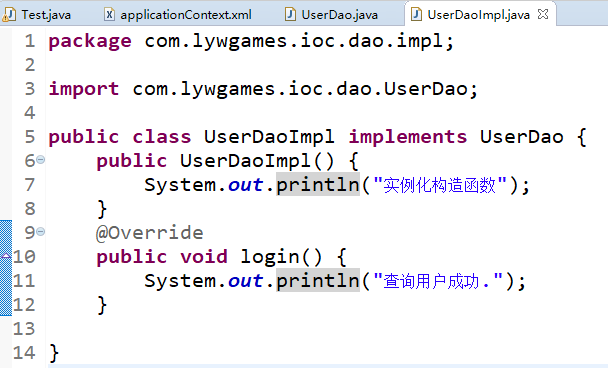 Test.java applicationContext.xml UserDao.java UserDaoImpl.java
1 package com.lywgames.ioc.dao.impl;
2
3 import com.lywgames.ioc.dao.UserDao;
4
5 public class UserDaoImpl implements UserDao {
6 public UserDaoImpl() {
7 System.out.println("实例化构造函数");
8 }
9 @Override
10 public void login() {
11 System.out.println("查询用户成功.");
12 }
13
14 }